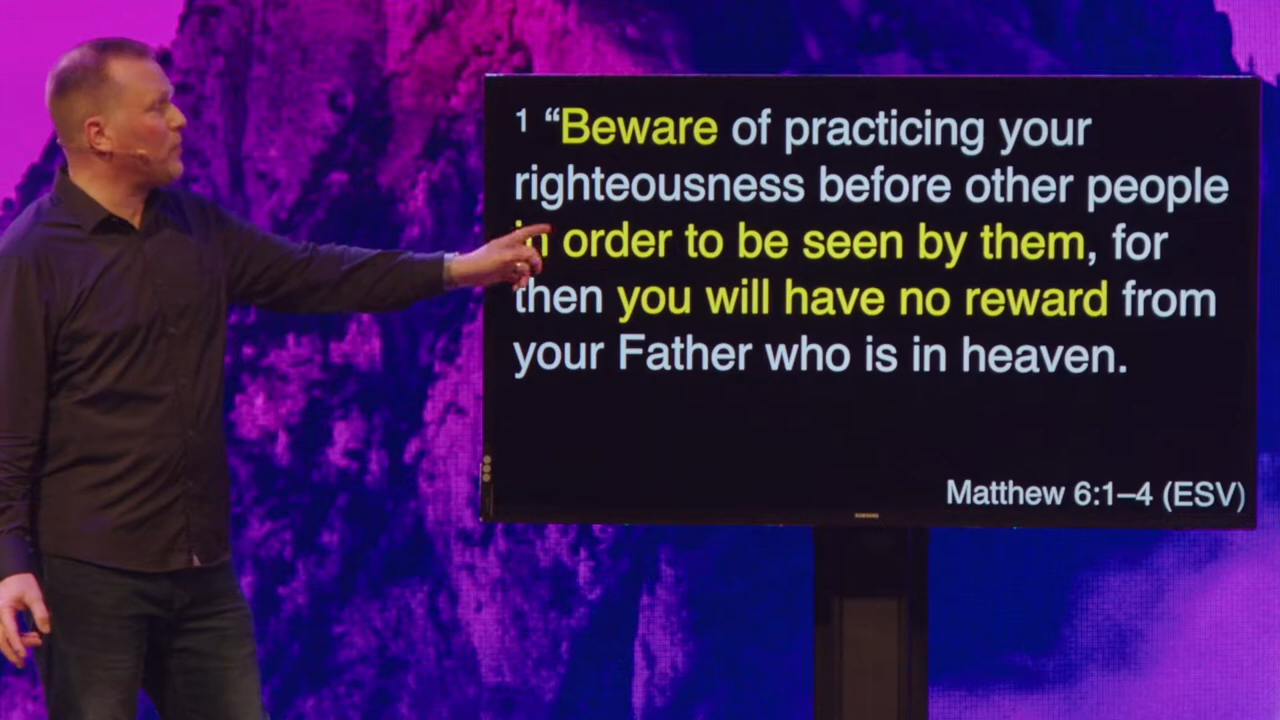 1 “Beware of practicing your
righteousness before other people
in order to be seen by them, for
then you will have no reward from
your Father who is in heaven.
Matthew 6:1–4 (ESV)
SAMSUNG